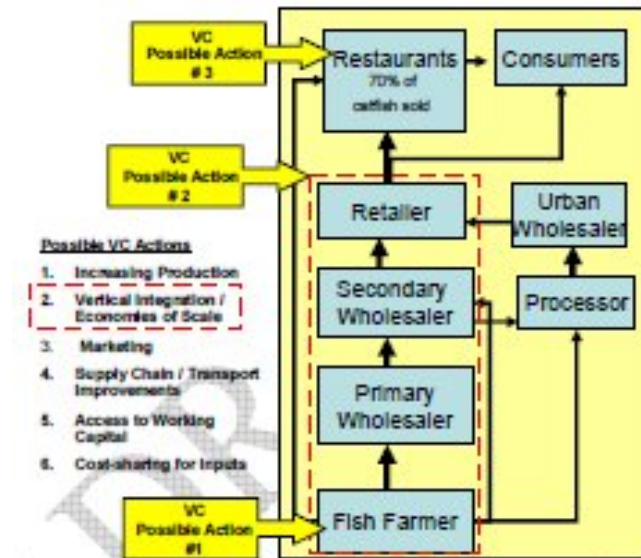 VC
Possible Action
# 3
Restaurants
70% of
catfish sold
Consumers
VC
Possible Action
# 2
Retailer
Urban
Wholesaler
Possible VC Actions
1. Increasing Production
2. Vertical Integration /
Economies of Scale
3. Marketing
4. Supply Chain / Transport
Improvements
5. Access to Working
Capital
6. Cost-sharing for Inputs
Secondary
Wholesaler
Processor
Primary
Wholesaler
VC
Possible Action
#1
Fish Farmer